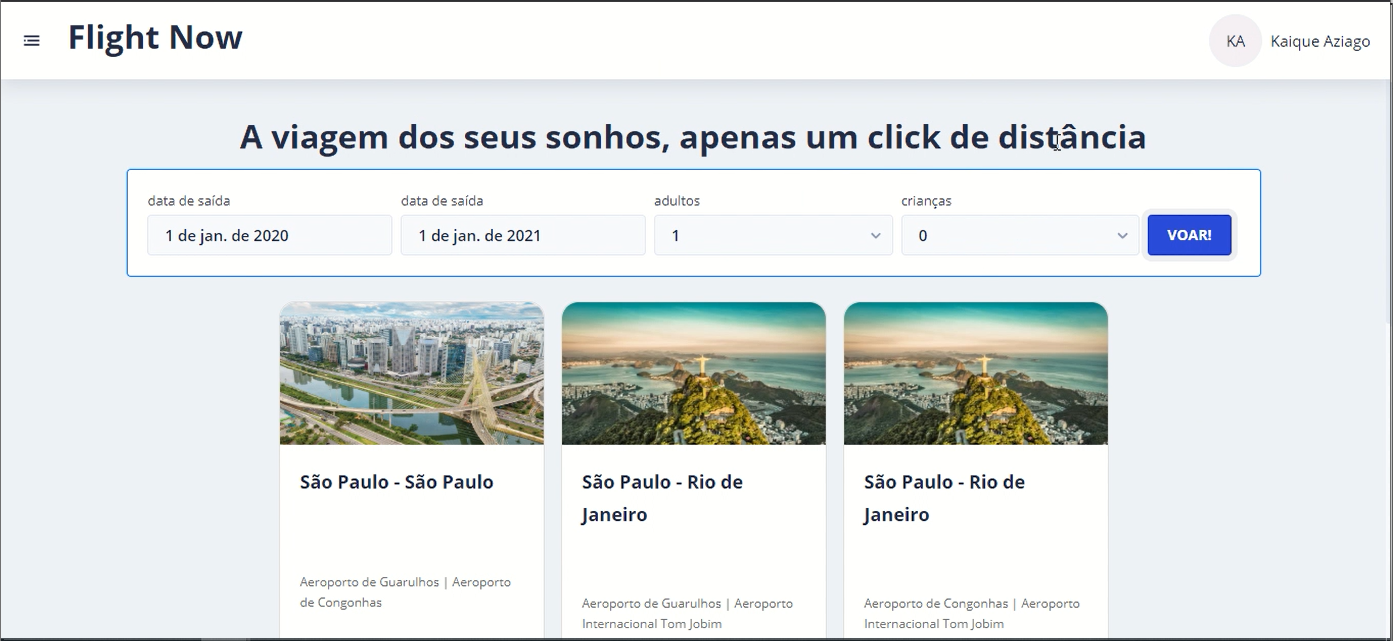 Flight Now
KA Kaique Aziago
A viagem dos seus sonhos, apenas um click de distância
data de saída data de saída adultos crianças
1 de jan. de 2020 1 de jan. de 2021 1 0 VOAR!
São Paulo - São Paulo
Aeroporto de Guarulhos | Aeroporto
de Congonhas
São Paulo - Rio de
Janeiro
Aeroporto de Guarulhos | Aeroporto
Internacional Tom Jobim
São Paulo - Rio de
Janeiro
Aeroporto de Congonhas | Aeroporto
Internacional Tom Jobim